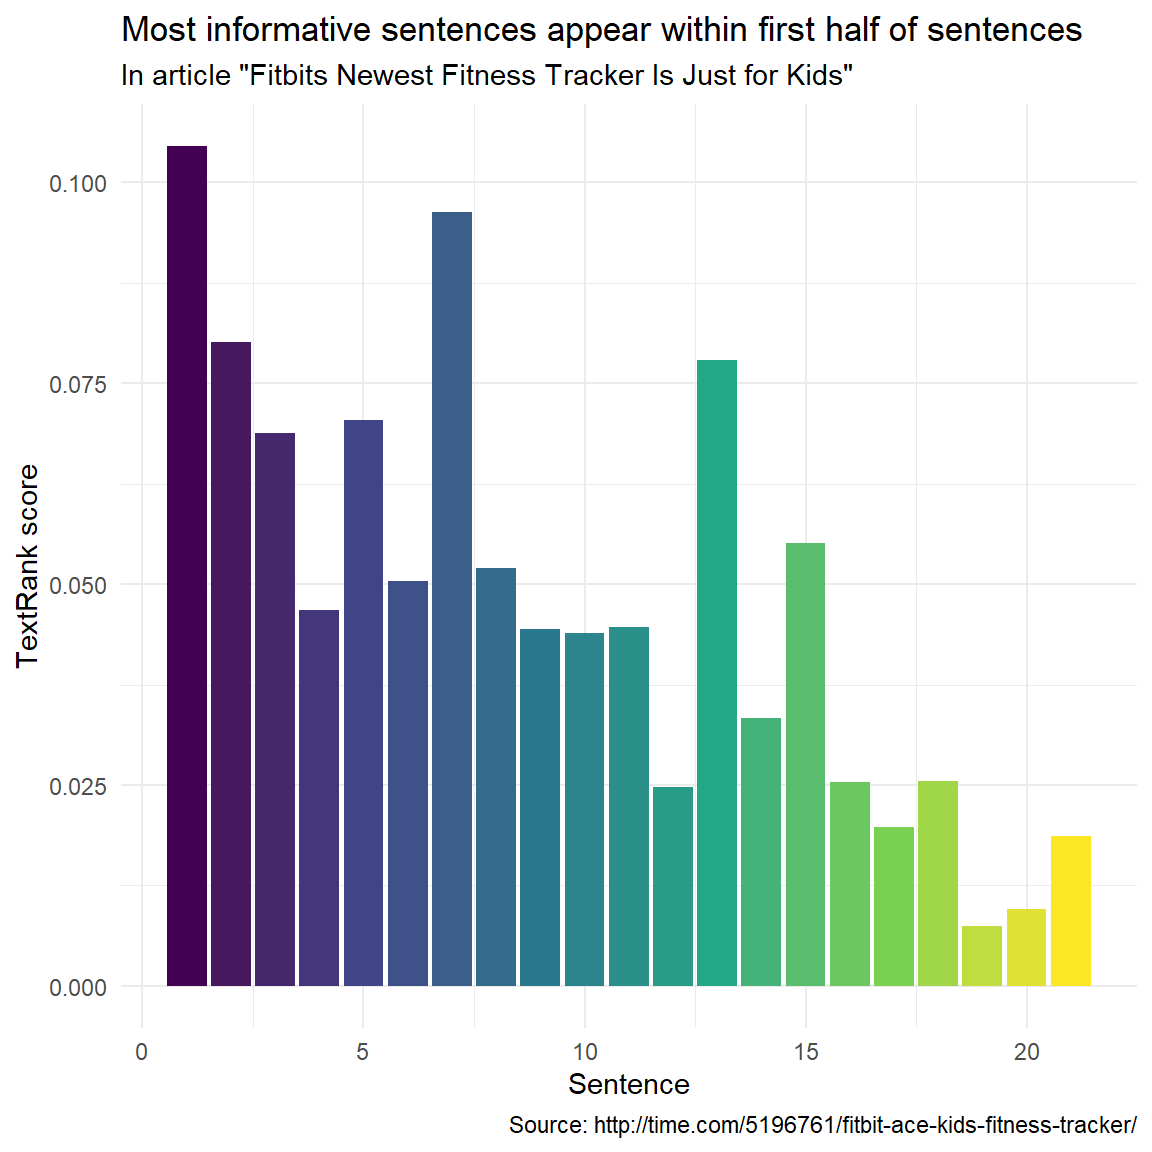 Most informative sentences appear within first half of sentences
In article "Fitbits Newest Fitness Tracker Is Just for Kids"
0.100
0.075
0.050
0.025
0.000
TextRank score
0 5 10 15 20
Sentence
Source: http://time.com/5196761/fitbit-ace-kids-fitness-tracker/